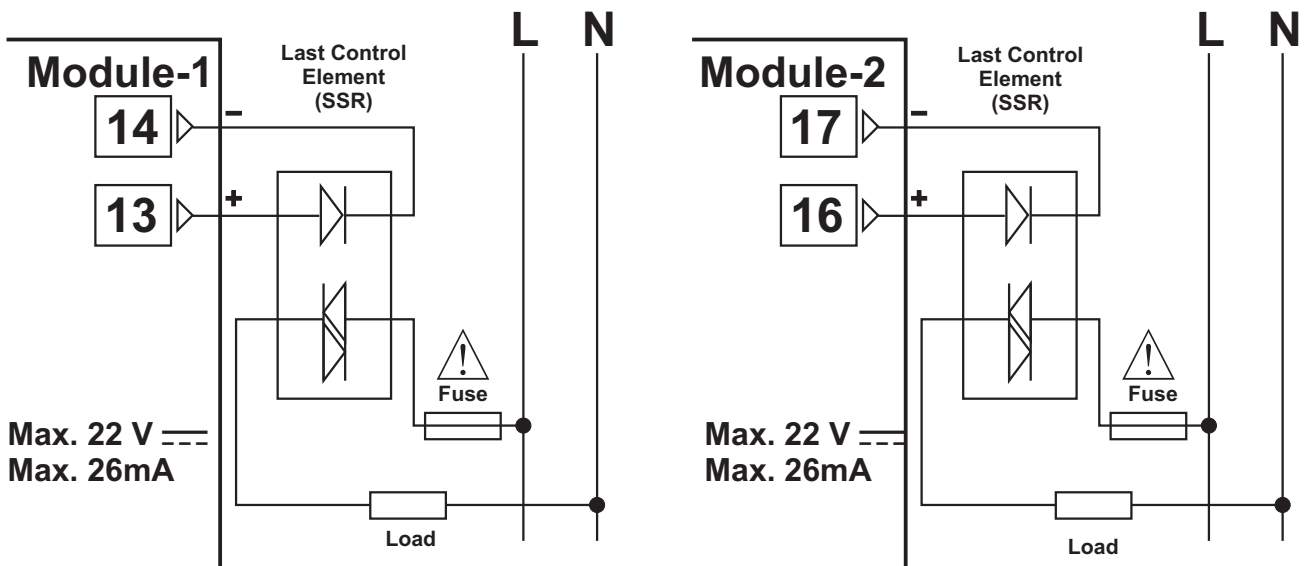 L N
Module-1
Last Control
Element
(SSR)
14
-
13
+
Fuse
Max. 22 V
Max. 26mA
Load
L N
Module-2
Last Control
Element
(SSR)
17
-
16
+
Fuse
Max. 22 V
Max. 26mA
Load